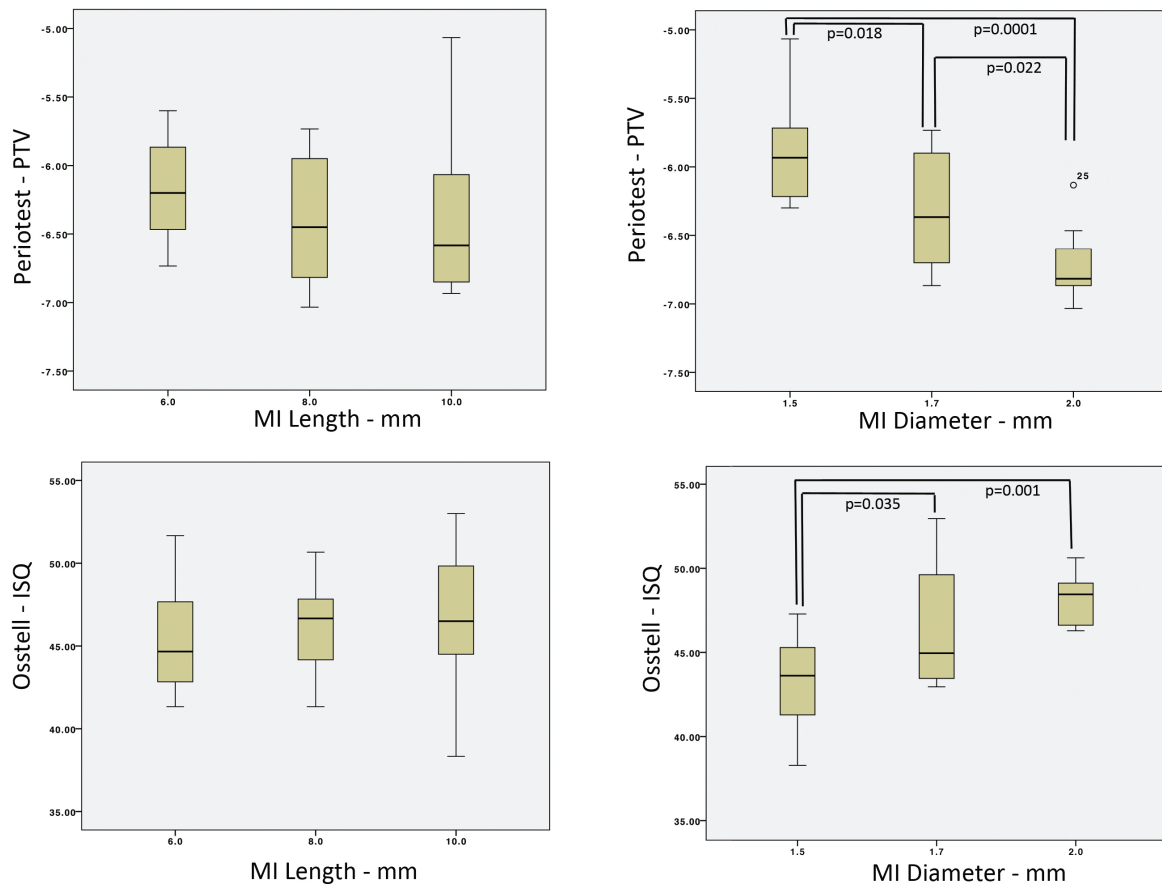 -5.00
-5.50
-6.00
-6.50
-7.00
-7.50
Periotest - PTV
6.0 8.0 10.0
MI Length - mm
-5.00
-5.50
-6.00
-6.50
-7.00
-7.50
Periotest - PTV
p=0.018 p=0.0001
p=0.022
25
1.5 1.7 2.0
MI Diameter - mm
55.00
50.00
45.00
40.00
35.00
Osstell - ISQ
6.0 8.0 10.0
MI Length - mm
55.00
50.00
45.00
40.00
35.00
Osstell - ISQ
p=0.001
p=0.035
1.5 1.7 2.0
MI Diameter - mm